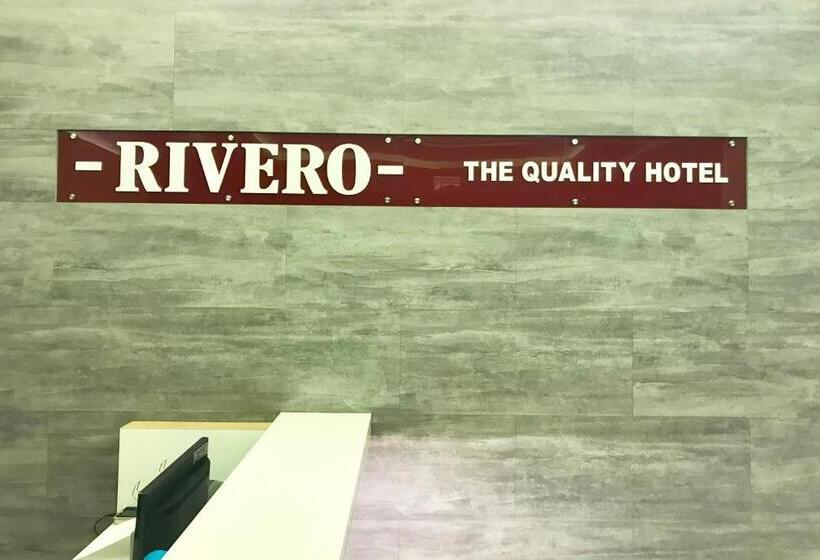 -RIVERO- THE QUALITY HOTEL